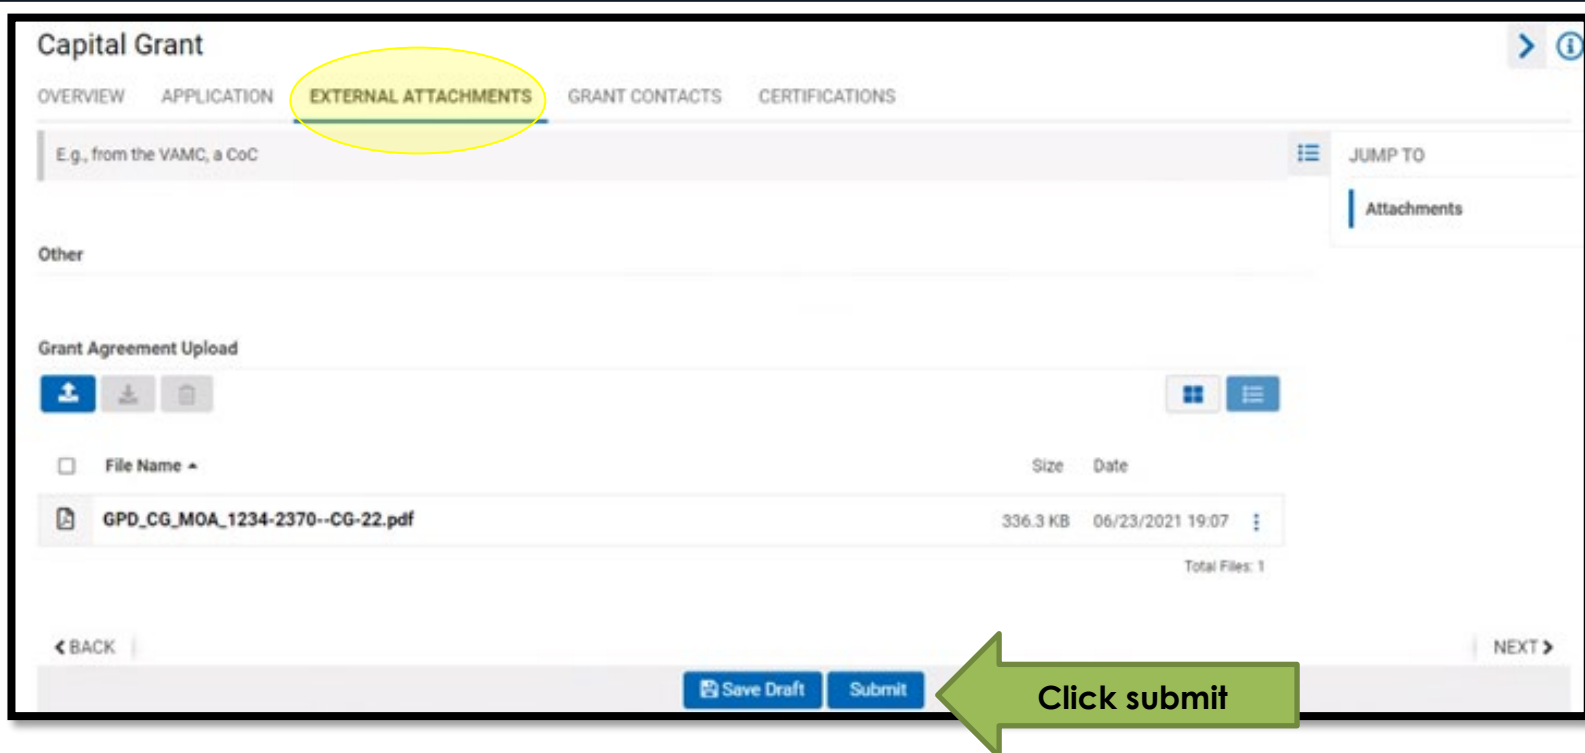 Capital Grant
OVERVIEW APPLICATION EXTERNAL ATTACHMENTS GRANT CONTACTS CERTIFICATIONS
E.g., from the VAMC, a CoC
JUMP TO
Attachments
Other
Grant Agreement Upload
File Name Size Date
GPD_CG_MOA_1234-2370--CG-22.pdf 336.3 KB 06/23/2021 19:07
Total Files: 1
BACK NEXT
Save Draft Submit Click submit